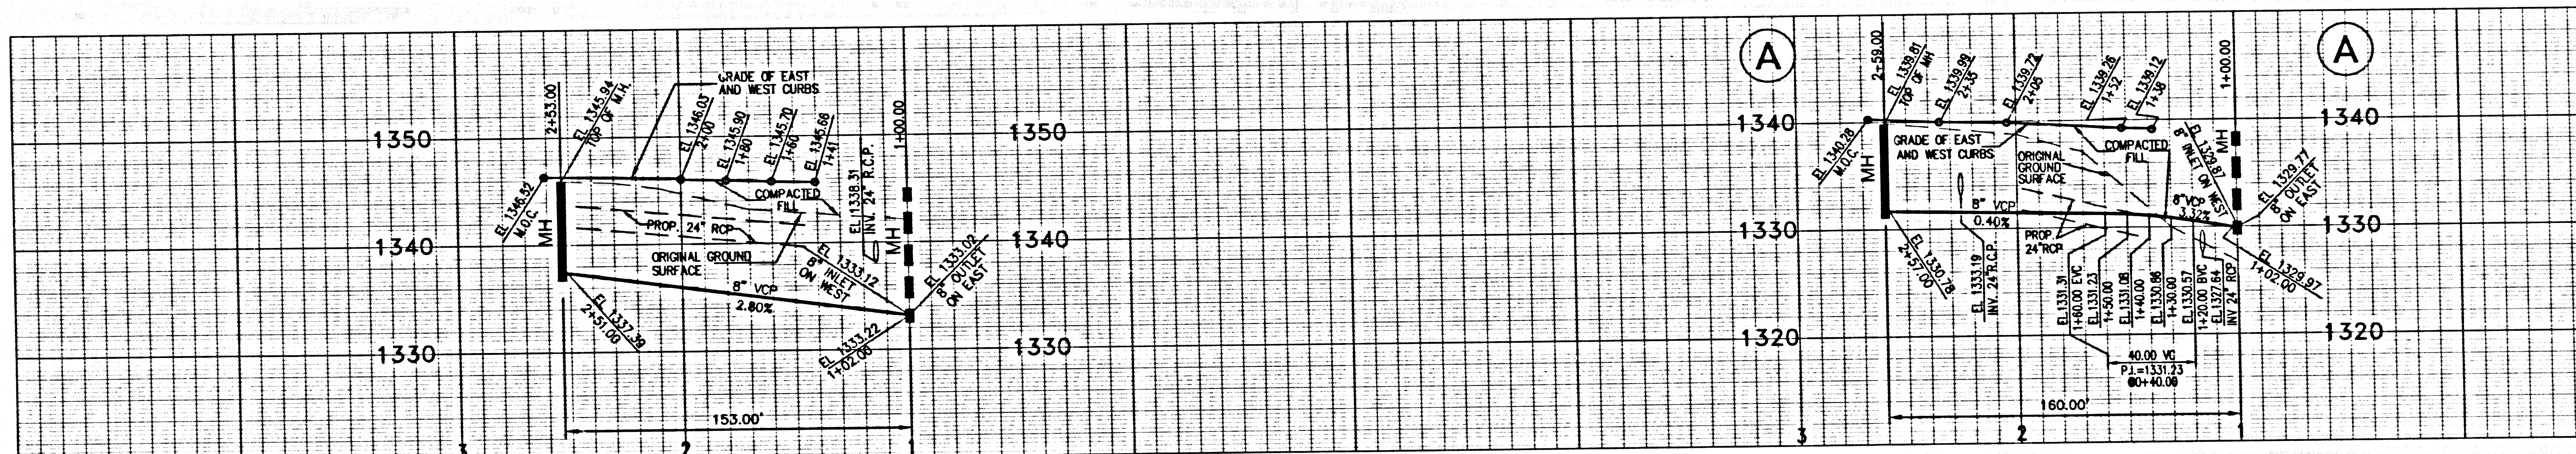 GRADE OF EAST
AND WEST CURBS
2+53.00
EL 1345.94
TOP OF M.H.
EL 1346.03
2+00
EL 1345.90
1+80
EL 1345.70
1+60
EL 1345.66
1+41
EL 1338.31
INV. 24" R.C.P.
1+00.00
1350
1350
EL 1346.52
M.O.C.
MH
COMPACTED
FILL
MH
PROP. 24" RCP
1340
1340
ORIGINAL GROUND
SURFACE
EL 1333.12
8" INLET
ON WEST
EL 1333.02
8" OUTLET
ON EAST
8" VCP
2.80%
EL 1337.39
2+51.00
EL 1333.22
1+02.00
1330
1330
153.00'
3
2
1
A
2+59.00
EL 1339.81
TOP OF MH
EL 1339.99
2+35
EL 1339.72
2+05
EL 1339.26
1+52
EL 1339.12
1+38
1+00.00
A
1340
1340
EL 1340.28
M.O.C.
MH
GRADE OF EAST
AND WEST CURBS
ORIGINAL
GROUND
SURFACE
COMPACTED
FILL
EL 1329.87
8" INLET ON WEST
MH
EL 1329.77
8" OUTLET
ON EAST
8" VCP
0.40%
8" VCP
3.32%
1330
1330
PROP.
24"RCP
EL 1330.78
2+57.00
EL 1333.19
INV. 24"R.C.P.
EL 1331.31
1+60.00 EVC
EL 1331.23
1+50.00
EL 1331.08
1+40.00
EL 1330.86
1+30.00
EL 1330.57
1+20.00 BVC
EL 1327.64
INV 24" RCP
EL 1329.97
1+02.00
1320
1320
40.00 VC
P.I.=1331.23
@0+40.00
160.00'
3
2
1